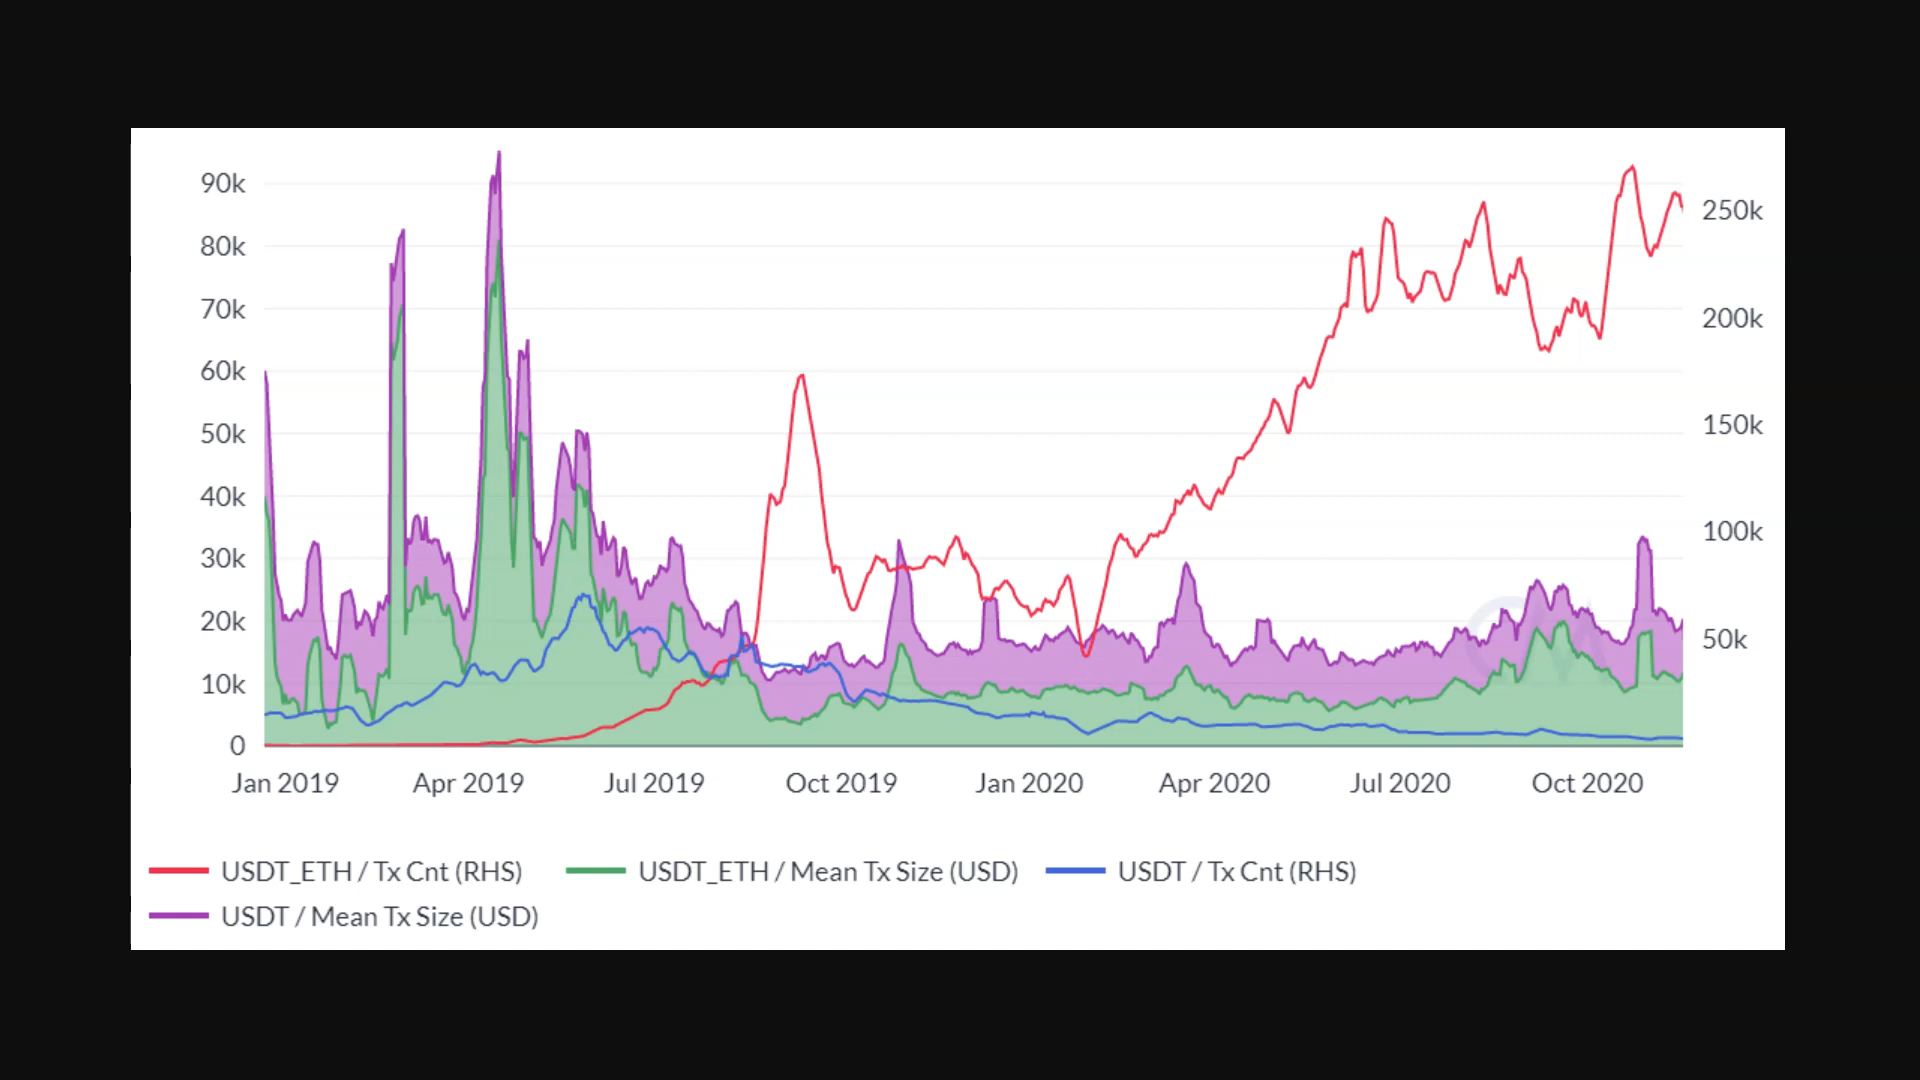 90k
80k
70k
60k
50k
40k
30k
20k
10k
0
250k
200k
150k
100k
50k
Jan 2019 Apr 2019 Jul 2019 Oct 2019 Jan 2020 Apr 2020 Jul 2020 Oct 2020
USDT_ETH / Tx Cnt (RHS) USDT_ETH / Mean Tx Size (USD) USDT / Tx Cnt (RHS)
USDT / Mean Tx Size (USD)